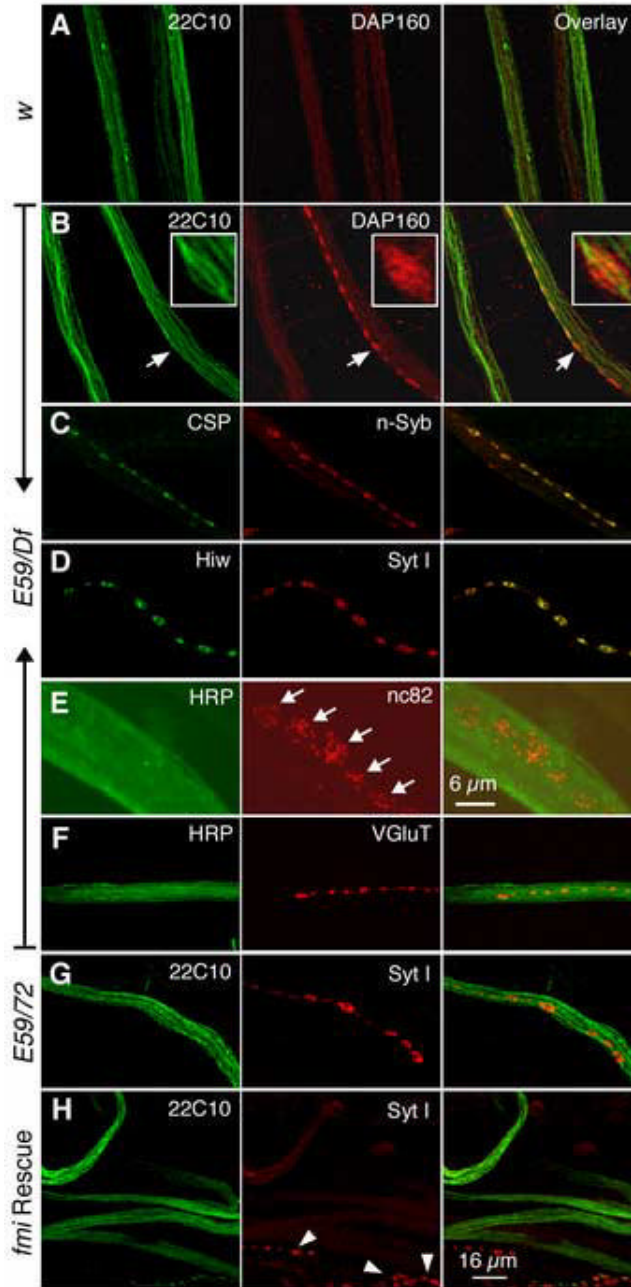 w
A 22C10 DAP160 Overlay
E59/Df
B 22C10 DAP160
C CSP n-Syb
D Hiw Syt I
E HRP nc82
6 μm
F HRP VGluT
E59/72
G 22C10 Syt I
fmi Rescue
H 22C10 Syt I
16 μm